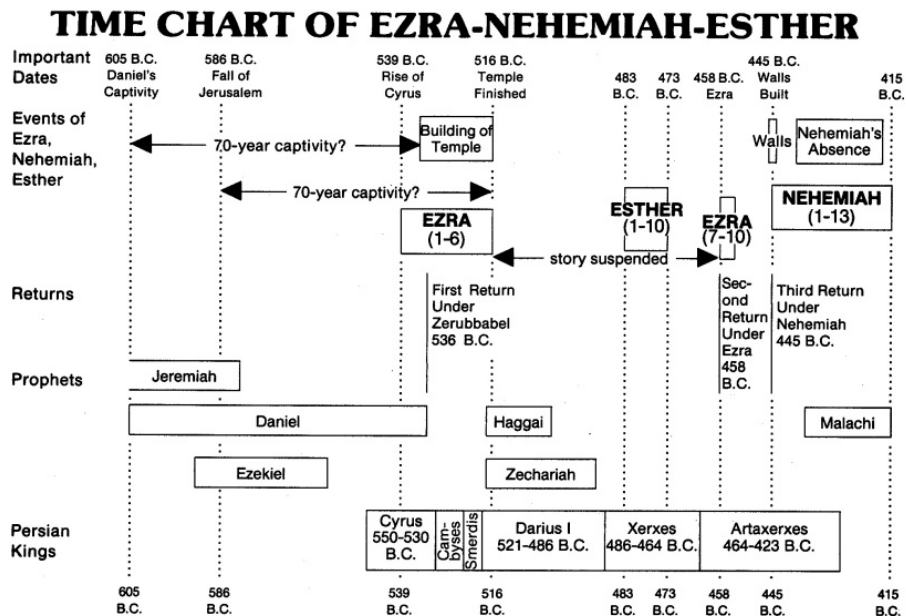 TIME CHART OF EZRA-NEHEMIAH-ESTHER
Important
Dates
605 B.C.
Daniel's
Captivity
586 B.C.
Fall of
Jerusalem
539 B.C.
Rise of
Cyrus
516 B.C.
Temple
Finished
483
B.C.
473
B.C.
458 B.C.
Ezra
445 B.C.
Walls
Built
415
B.C.
Events of
Ezra,
Nehemiah,
Esther
70-year captivity?
Building of
Temple
Walls
Nehemiah's
Absence
70-year captivity?
EZRA
(1-6)
ESTHER
(1-10)
EZRA
(7-10)
NEHEMIAH
(1-13)
story suspended
Returns
First Return
Under
Zerubbabel
536 B.C.
Sec-
ond
Return
Under
Ezra
458
B.C.
Third Return
Under
Nehemiah
445 B.C.
Prophets
Jeremiah
Daniel
Haggai
Malachi
Ezekiel
Zechariah
Persian
Kings
Cyrus
550-530
B.C.
Cam-
byses
Smerdis
Darius I
521-486 B.C.
Xerxes
486-464 B.C.
Artaxerxes
464-423 B.C.
605
B.C.
586
B.C.
539
B.C.
516
B.C.
483
B.C.
473
B.C.
458
B.C.
445
B.C.
415
B.C.